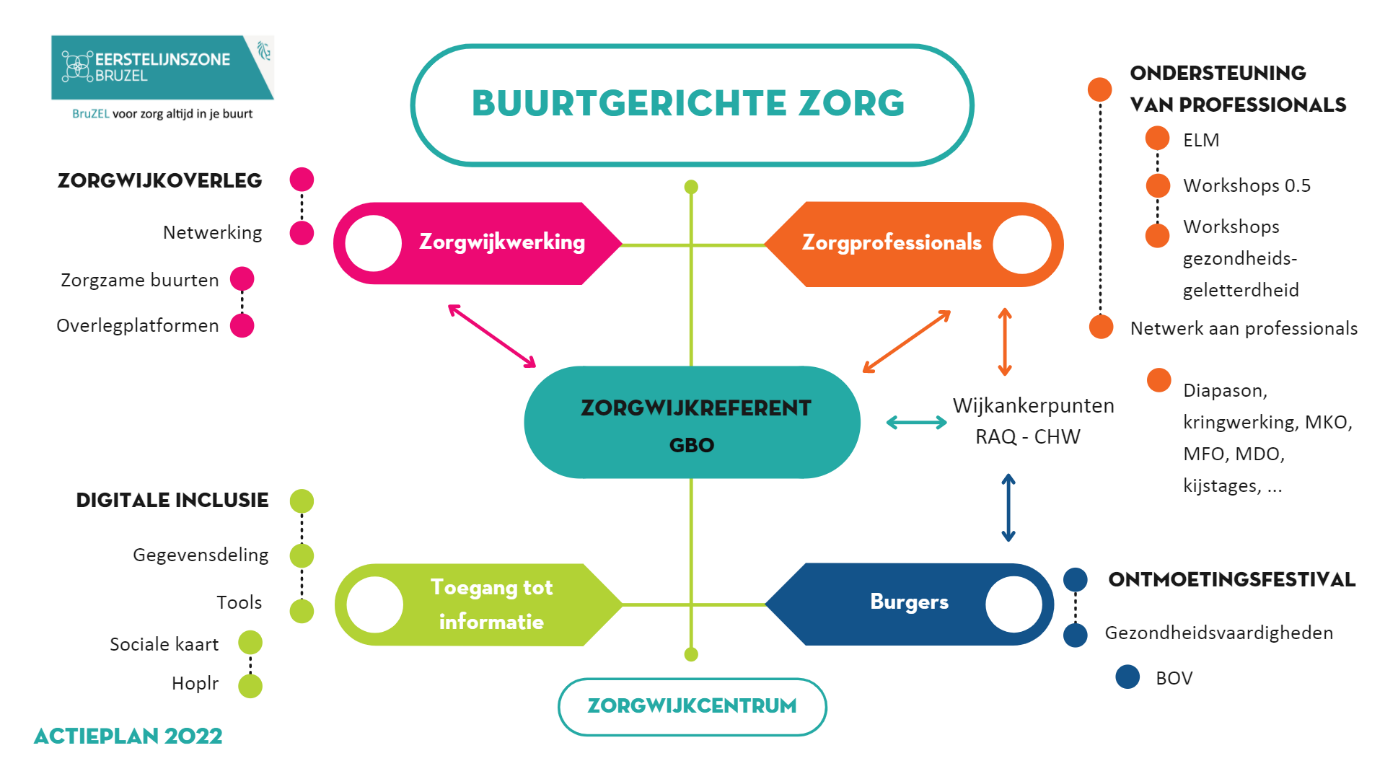 EERSTELIJNSZONE
BRUZEL
BruZEL voor zorg altijd in je buurt
BUURTGERICHTE ZORG
ZORGWIJKOVERLEG
Netwerking
Zorgzame buurten
Overlegplatformen
Zorgwijkwerking
Zorgprofessionals
ONDERSTEUNING
VAN PROFESSIONALS
ELM
Workshops 0.5
Workshops
gezondheids-
geletterdheid
Netwerk aan professionals
Diapason,
kringwerking, MKO,
MFO, MDO,
kijstages, ...
ZORGWIJKREFERENT
GBO
Wijkankerpunten
RAQ - CHW
DIGITALE INCLUSIE
Gegevensdeling
Tools
Sociale kaart
Hoplr
Toegang tot
informatie
Burgers
ONTMOETINGSFESTIVAL
Gezondheidsvaardigheden
BOV
ZORGWIJKCENTRUM
ACTIEPLAN 2022